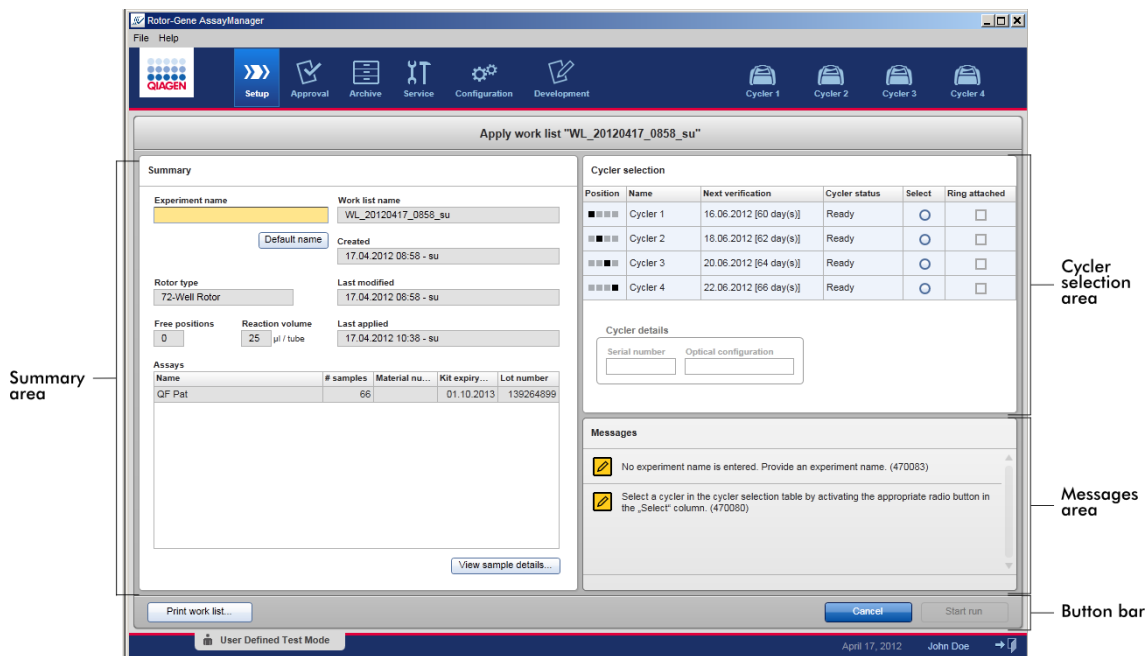 Rotor-Gene AssayManager
File Help
QIAGEN
Setup Approval Archive Service Configuration Development Cycler 1 Cycler 2 Cycler 3 Cycler 4
Apply work list "WL_20120417_0858_su"
Summary
Experiment name Work list name
WL_20120417_0858_su
Default name Created
17.04.2012 08:58 - su
Rotor type Last modified
72-Well Rotor 17.04.2012 08:58 - su
Free positions Reaction volume Last applied
0 25 µl / tube 17.04.2012 10:38 - su
Assays
Name # samples Material nu... Kit expiry... Lot number
QF Pat 66 01.10.2013 139264899
View sample details...
Cycler selection
Position Name Next verification Cycler status Select Ring attached
Cycler 1 16.06.2012 [60 day(s)] Ready
Cycler 2 18.06.2012 [62 day(s)] Ready
Cycler 3 20.06.2012 [64 day(s)] Ready
Cycler 4 22.06.2012 [66 day(s)] Ready
Cycler details
Serial number Optical configuration
Messages
No experiment name is entered. Provide an experiment name. (470083)
Select a cycler in the cycler selection table by activating the appropriate radio button in
the „Select“ column. (470080)
Print work list... Cancel Start run
User Defined Test Mode April 17, 2012 John Doe
Summary
area
Cycler
selection
area
Messages
area
Button bar